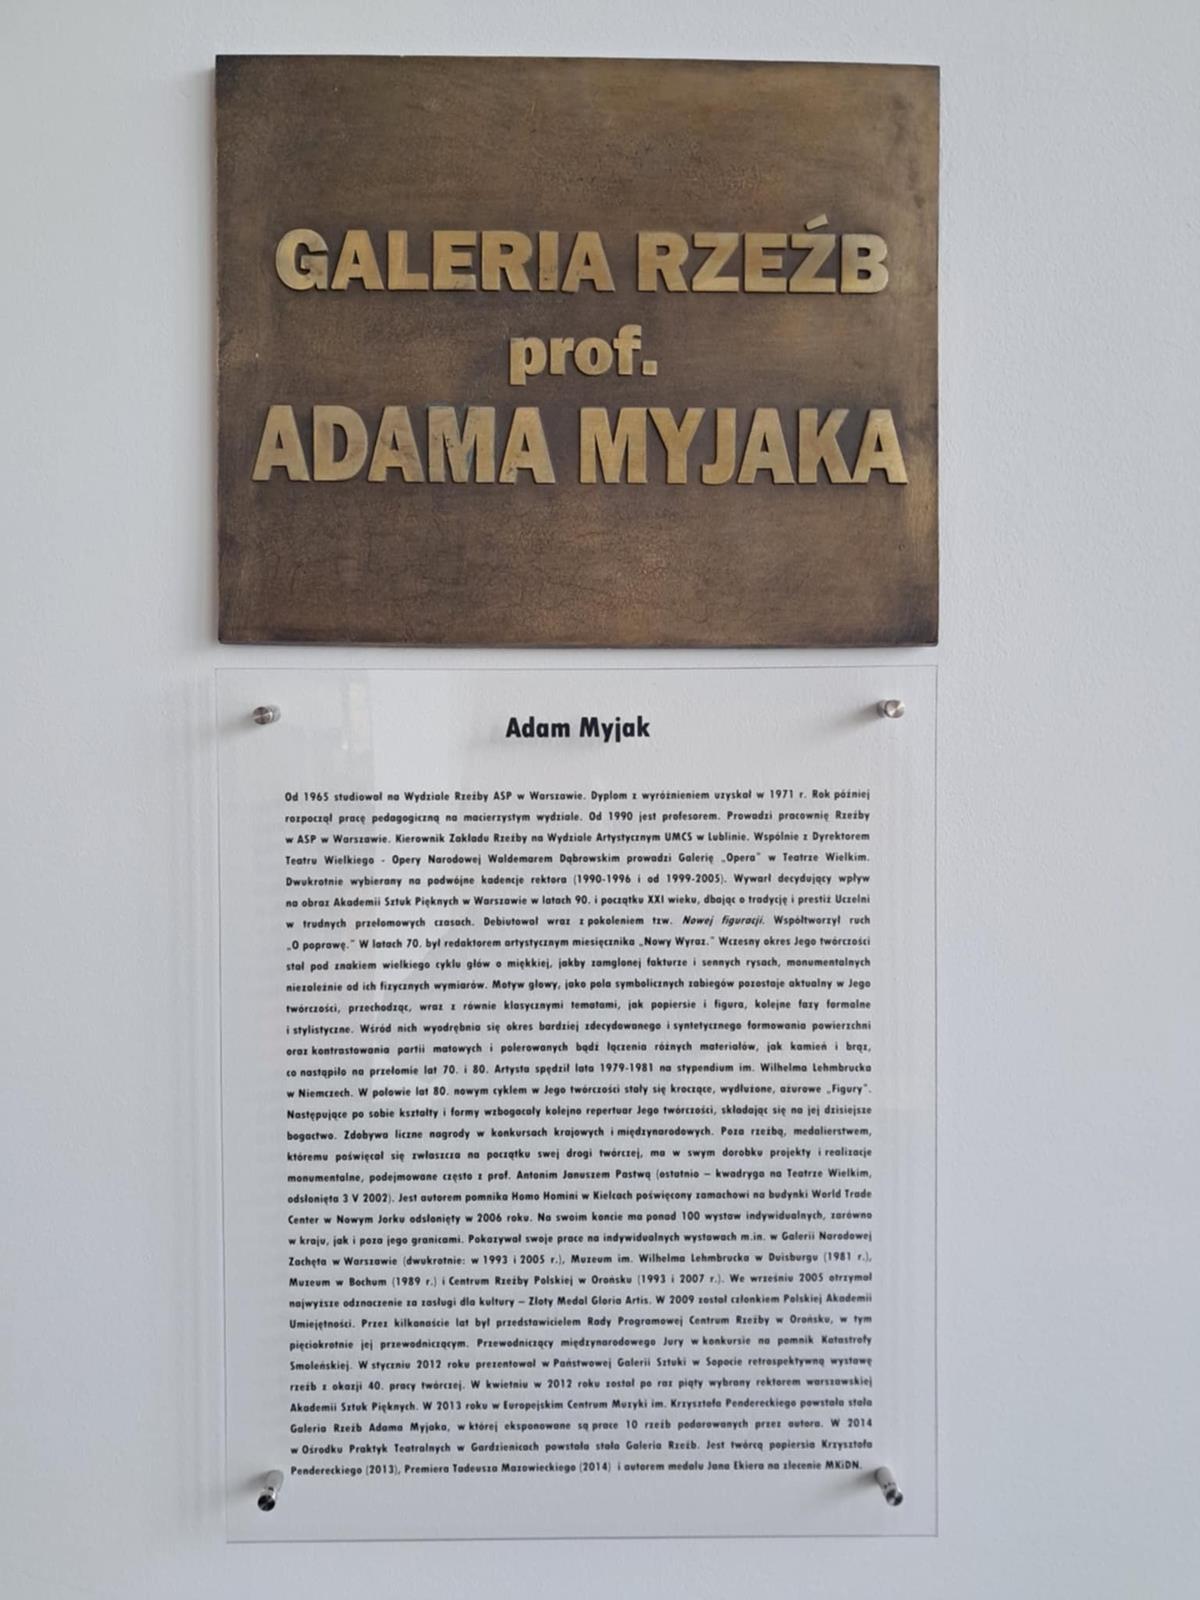 GALERIA RZEŹB
prof.
ADAMA MYJAKA
Adam Myjak
Od 1965 studiował na Wydziale Rzeźby ASP w Warszawie. Dyplom z wyróżnieniem uzyskał w 1971 r. Rok później
rozpoczął pracę pedagogiczną na macierzystym wydziale. Od 1990 jest profesorem. Prowadzi pracownię Rzeźby
w ASP w Warszawie. Kierownik Zakładu Rzeźby na Wydziale Artystycznym UMCS w Lublinie. Wspólnie z Dyrektorem
Teatru Wielkiego - Opery Narodowej Waldemarem Dąbrowskim prowadzi Galerię „Opera" w Teatrze Wielkim.
Dwukrotnie wybierany na podwójne kadencje rektora (1990-1996 i od 1999-2005). Wywarł decydujący wpływ
na obraz Akademii Sztuk Pięknych w Warszawie w latach 90. i początku XXI wieku, dbając o tradycję i prestiż Uczelni
w trudnych przełomowych czasach. Debiutował wraz z pokoleniem tzw. Nowej figuracji. Współtworzył ruch
„O poprawę." W latach 70. był redaktorem artystycznym miesięcznika „Nowy Wyraz." Wczesny okres Jego twórczości
stał pod znakiem wielkiego cyklu głów o miękkiej, jakby zamglonej fakturze i sennych rysach, monumentalnych
niezależnie od ich fizycznych wymiarów. Motyw głowy, jako pola symbolicznych zabiegów pozostaje aktualny w Jego
twórczości, przechodząc, wraz z równie klasycznymi tematami, jak popiersie i figura, kolejne fazy formalne
i stylistyczne. Wśród nich wyodrębnia się okres bardziej zdecydowanego i syntetycznego formowania powierzchni
oraz kontrastowania partii matowych i polerowanych bądź łączenia różnych materiałów, jak kamień i brąz,
co nastąpiło na przełomie lat 70. i 80. Artysta spędził lata 1979-1981 na stypendium im. Wilhelma Lehmbrucka
w Niemczech. W połowie lat 80. nowym cyklem w Jego twórczości stały się kroczące, wydłużone, ażurowe „Figury".
Następujące po sobie kształty i formy wzbogacały kolejno repertuar Jego twórczości, składając się na jej dzisiejsze
bogactwo. Zdobywa liczne nagrody w konkursach krajowych i międzynarodowych. Poza rzeźbą, medalierstwem,
któremu poświęcał się zwłaszcza na początku swej drogi twórczej, ma w swym dorobku projekty i realizacje
monumentalne, podejmowane często z prof. Antonim Januszem Pastwą (ostatnio – kwadryga na Teatrze Wielkim,
odsłonięta 3 V 2002). Jest autorem pomnika Homo Homini w Kielcach poświęcony zamachowi na budynki World Trade
Center w Nowym Jorku odsłonięty w 2006 roku. Na swoim koncie ma ponad 100 wystaw indywidualnych, zarówno
w kraju, jak i poza jego granicami. Pokazywał swoje prace na indywidualnych wystawach m.in. w Galerii Narodowej
Zachęta w Warszawie (dwukrotnie: w 1993 i 2005 r.), Muzeum im. Wilhelma Lehmbrucka w Duisburgu (1981 r.),
Muzeum w Bochum (1989 r.) i Centrum Rzeźby Polskiej w Orońsku (1993 i 2007 r.). We wrześniu 2005 otrzymał
najwyższe odznaczenie za zasługi dla kultury – Złoty Medal Gloria Artis. W 2009 został członkiem Polskiej Akademii
Umiejętności. Przez kilkanaście lat był przedstawicielem Rady Programowej Centrum Rzeźby w Orońsku, w tym
pięciokrotnie jej przewodniczącym. Przewodniczący międzynarodowego Jury w konkursie na pomnik Katastrofy
Smoleńskiej. W styczniu 2012 roku prezentował w Państwowej Galerii Sztuki w Sopocie retrospektywną wystawę
rzeźb z okazji 40. pracy twórczej. W kwietniu w 2012 roku został po raz piąty wybrany rektorem warszawskiej
Akademii Sztuk Pięknych. W 2013 roku w Europejskim Centrum Muzyki im. Krzysztofa Pendereckiego powstała stała
Galeria Rzeźb Adama Myjaka, w której eksponowane są prace 10 rzeźb podarowanych przez autora. W 2014
w Ośrodku Praktyk Teatralnych w Gardzienicach powstała stała Galeria Rzeźb. Jest twórcą popiersia Krzysztofa
Pendereckiego (2013), Premiera Tadeusza Mazowieckiego (2014) i autorem medalu Jana Ekiera na zlecenie MKiDN.